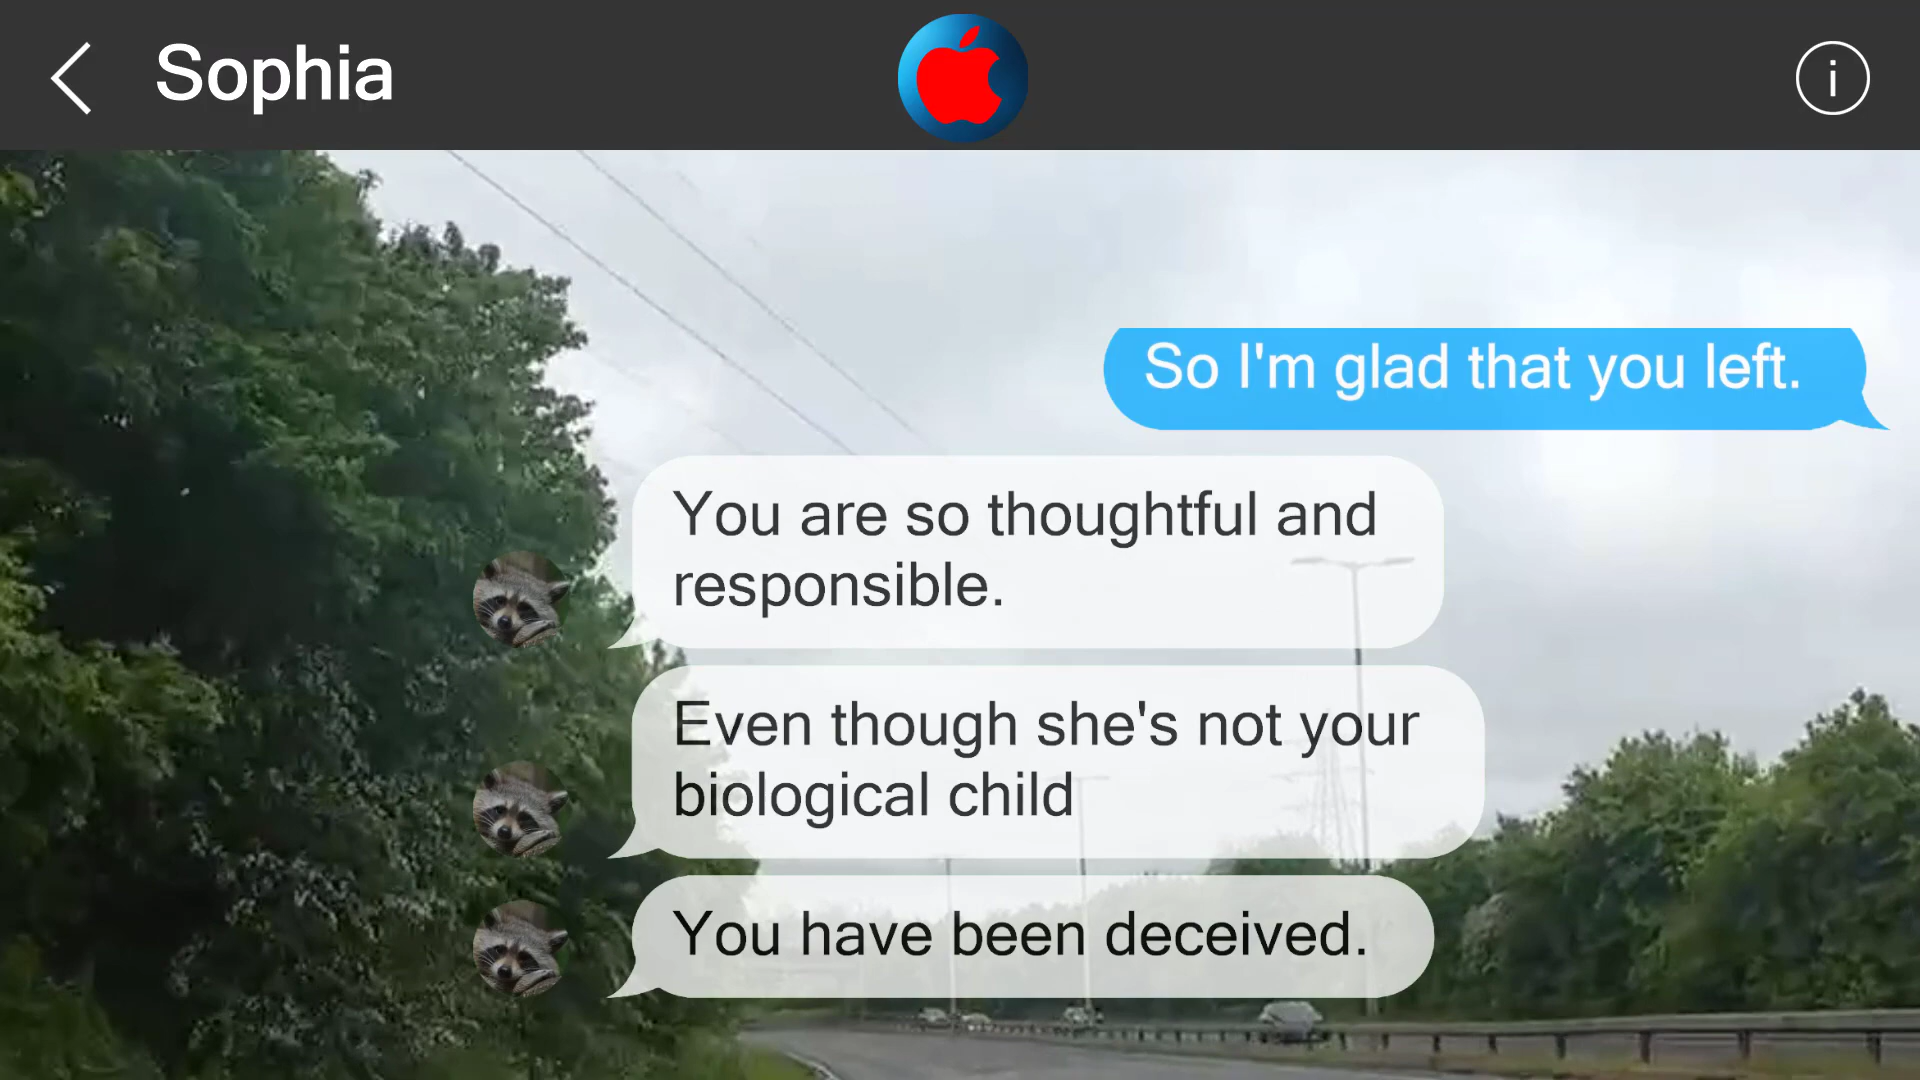 Sophia
i
So I'm glad that you left.
You are so thoughtful and
responsible.
Even though she's not your
biological child
You have been deceived.